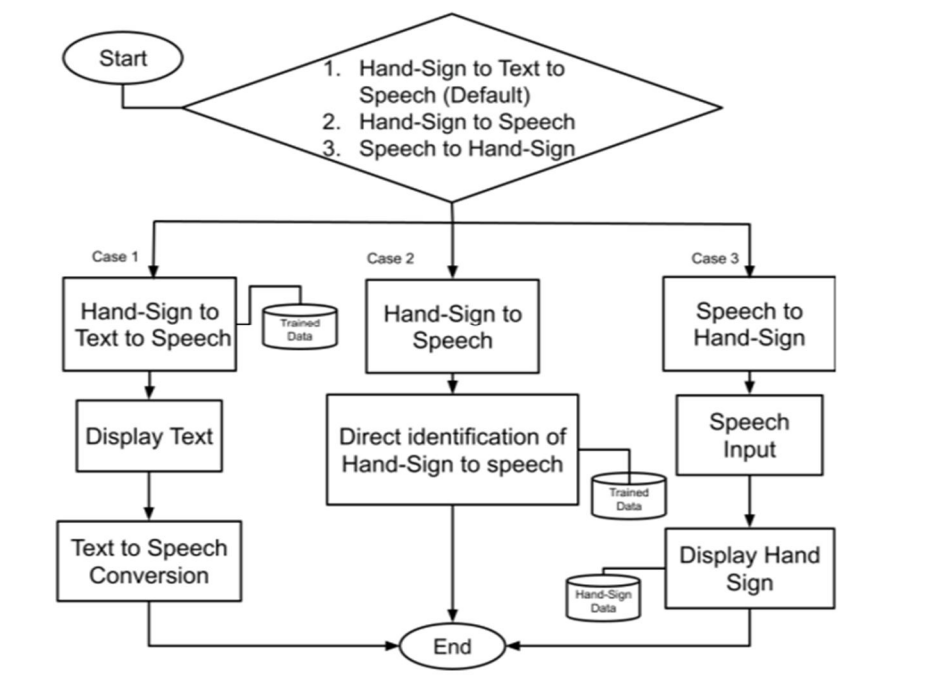 Start
1. Hand-Sign to Text to
Speech (Default)
2. Hand-Sign to Speech
3. Speech to Hand-Sign
Case 1
Case 2
Case 3
Hand-Sign to
Text to Speech
Trained
Data
Hand-Sign to
Speech
Speech to
Hand-Sign
Display Text
Direct identification of
Hand-Sign to speech
Trained
Data
Speech
Input
Text to Speech
Conversion
Display Hand
Sign
Hand-Sign
Data
End